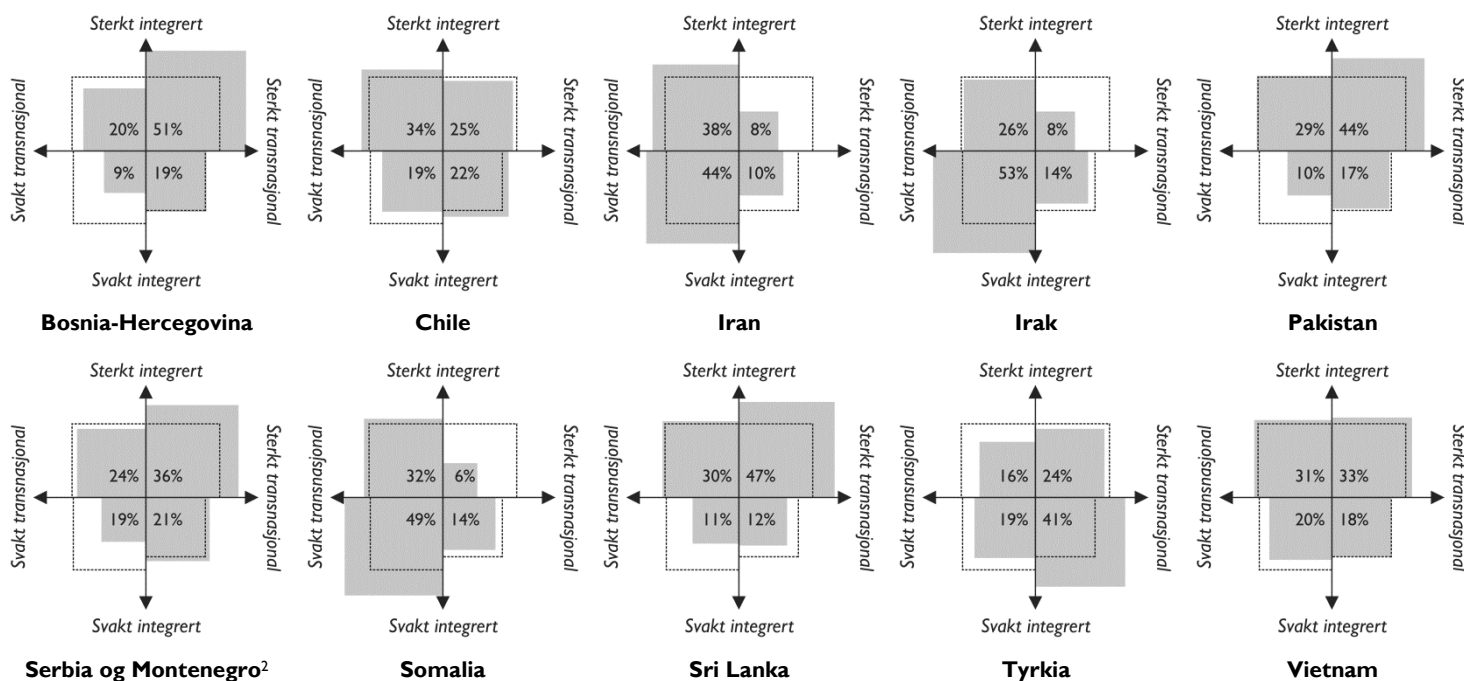 Sterkt integrert Sterkt integrert Sterkt integrert Sterkt integrert Sterkt integrert
Svakt transnasjonal Sterkt transnasjonal Svakt transnasjonal Sterkt transnasjonal Svakt transnasjonal Sterkt transnasjonal Svakt transnasjonal Sterkt transnasjonal Svakt transnasjonal Sterkt transnasjonal
20% 51% 34% 25% 38% 8% 26% 8% 29% 44%
9% 19% 19% 22% 44% 10% 53% 14% 10% 17%
Svakt integrert Svakt integrert Svakt integrert Svakt integrert Svakt integrert
Bosnia-Hercegovina Chile Iran Irak Pakistan
Sterkt integrert Sterkt integrert Sterkt integrert Sterkt integrert Sterkt integrert
Svakt transnasjonal Sterkt transnasjonal Svakt transnasjonal Sterkt transnasjonal Svakt transnasjonal Sterkt transnasjonal Svakt transnasjonal Sterkt transnasjonal Svakt transnasjonal Sterkt transnasjonal
24% 36% 32% 6% 30% 47% 16% 24% 31% 33%
19% 21% 49% 14% 11% 12% 19% 41% 20% 18%
Svakt integrert Svakt integrert Svakt integrert Svakt integrert Svakt integrert
Serbia og Montenegro² Somalia Sri Lanka Tyrkia Vietnam